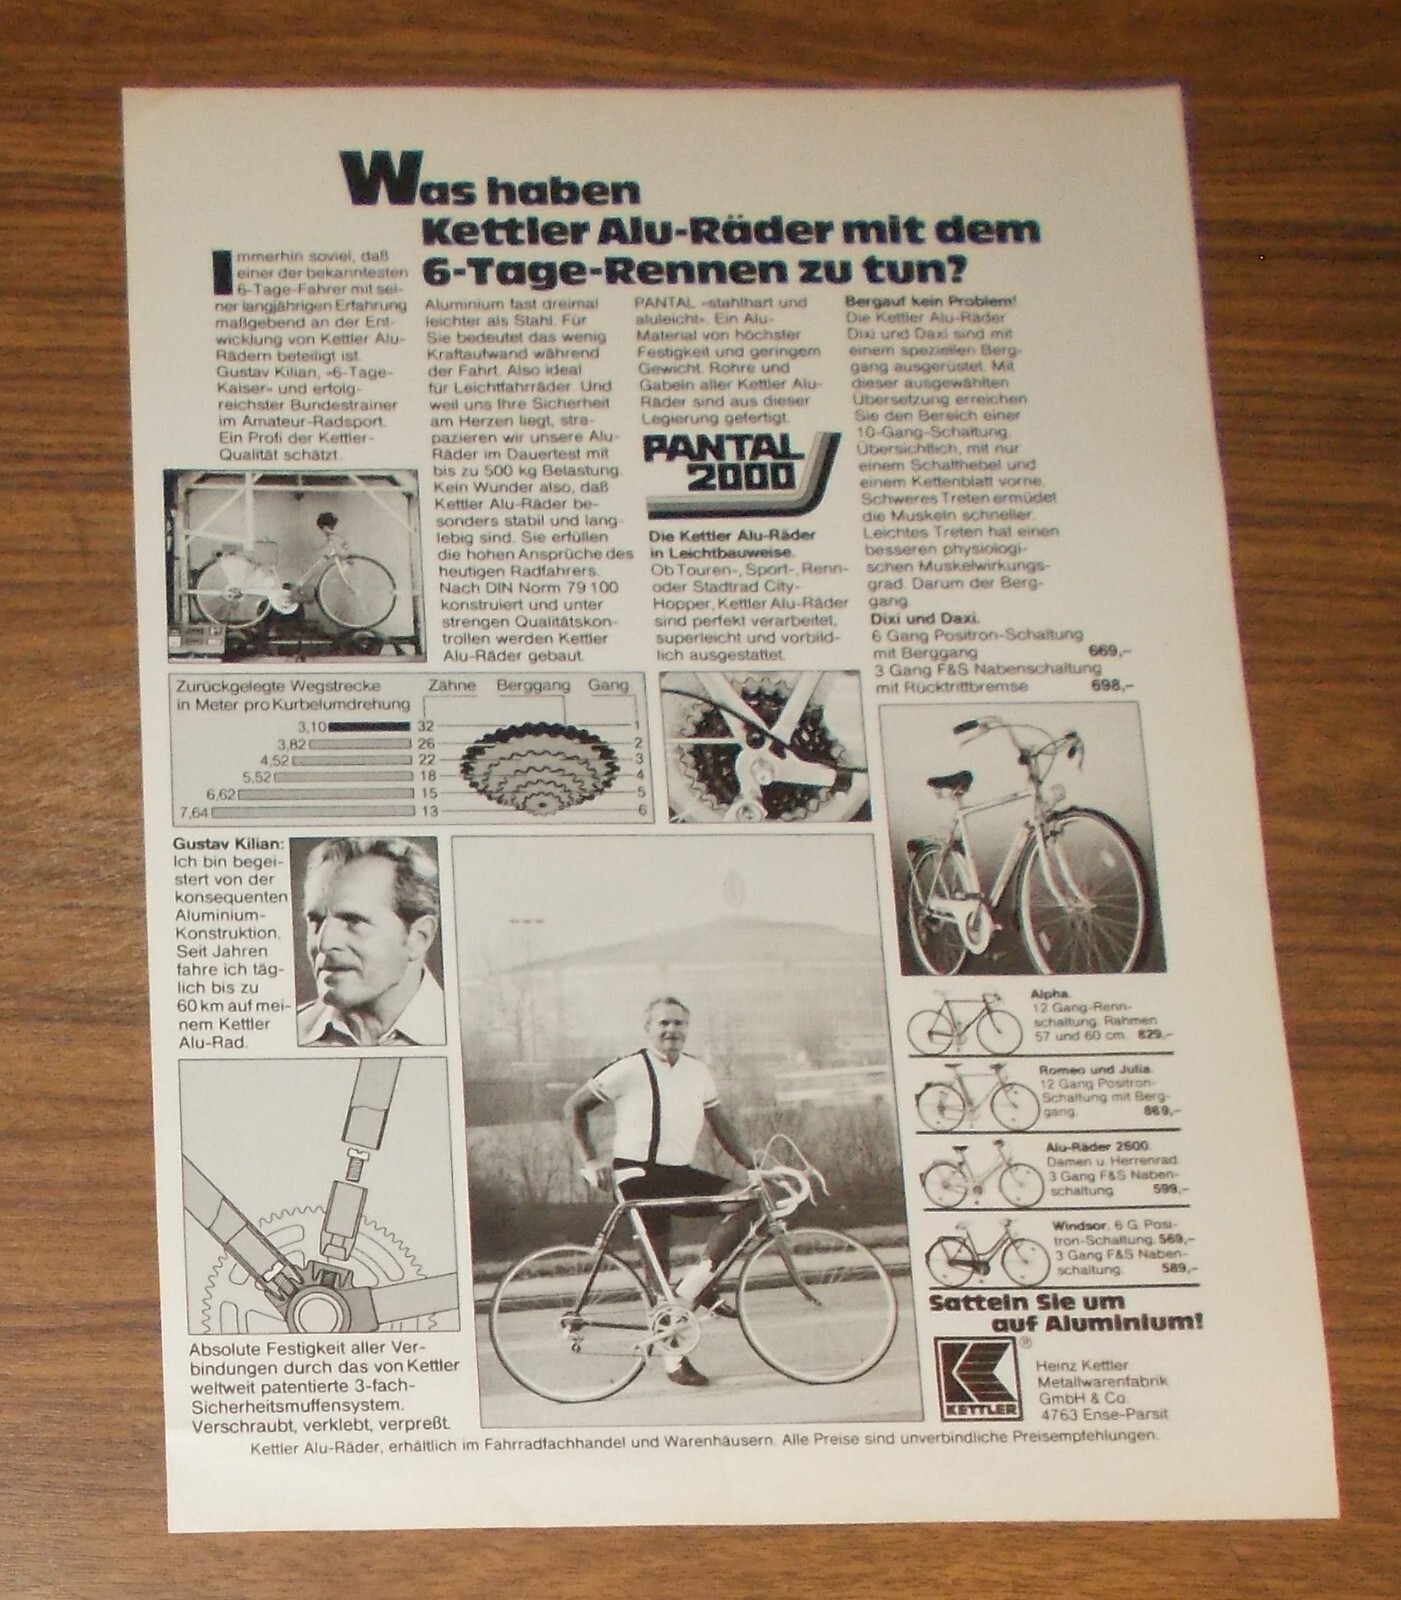 Was haben
Kettler Alu-Räder mit dem
6-Tage-Rennen zu tun?
Immerhin soviel, daß
einer der bekanntesten
6-Tage-Fahrer mit sei-
ner langjährigen Erfahrung
maßgebend an der Ent-
wicklung von Kettler Alu-
Rädern beteiligt ist.
Gustav Kilian, »6-Tage-
Kaiser« und erfolg-
reichster Bundestrainer
im Amateur-Radsport.
Ein Profi der Kettler-
Qualität schätzt.
Aluminium fast dreimal
leichter als Stahl. Für
Sie bedeutet das wenig
Kraftaufwand während
der Fahrt. Also ideal
für Leichtfahrräder. Und
weil uns Ihre Sicherheit
am Herzen liegt, stra-
pazieren wir unsere Alu-
Räder im Dauertest mit
bis zu 500 kg Belastung.
Kein Wunder also, daß
Kettler Alu-Räder be-
sonders stabil und lang-
lebig sind. Sie erfüllen
die hohen Ansprüche des
heutigen Radfahrers.
Nach DIN Norm 79 100
konstruiert und unter
strengen Qualitätskon-
trollen werden Kettler
Alu-Räder gebaut.
PANTAL »stahlhart und
aluleicht«. Ein Alu-
Material von höchster
Festigkeit und geringem
Gewicht. Rohre und
Gabeln aller Kettler Alu-
Räder sind aus dieser
Legierung gefertigt.
PANTAL
2000
Die Kettler Alu-Räder
in Leichtbauweise.
Ob Touren-, Sport-, Renn-
oder Stadtrad City-
Hopper, Kettler Alu-Räder
sind perfekt verarbeitet,
superleicht und vorbild-
lich ausgestattet.
Bergauf kein Problem!
Die Kettler Alu-Räder
Dixi und Daxi sind mit
einem speziellen Berg-
gang ausgerüstet. Mit
dieser ausgewählten
Übersetzung erreichen
Sie den Bereich einer
10-Gang-Schaltung.
Übersichtlich, mit nur
einem Schalthebel und
einem Kettenblatt vorne.
Schweres Treten ermüdet
die Muskeln schneller.
Leichtes Treten hat einen
besseren physiologi-
schen Muskelwirkungs-
grad. Darum der Berg-
gang.
Dixi und Daxi.
6 Gang Positron-Schaltung
mit Berggang 669,-
3 Gang F&S Nabenschaltung
mit Rücktrittbremse 698,-
Zurückgelegte Wegstrecke
in Meter pro Kurbelumdrehung
Zähne Berggang Gang
3,10 32 1
3,82 26 2
4,52 22 3
5,52 18 4
6,62 15 5
7,64 13 6
Gustav Kilian:
Ich bin begei-
stert von der
konsequenten
Aluminium-
Konstruktion.
Seit Jahren
fahre ich täg-
lich bis zu
60 km auf mei-
nem Kettler
Alu-Rad.
Absolute Festigkeit aller Ver-
bindungen durch das von Kettler
weltweit patentierte 3-fach-
Sicherheitsmuffensystem.
Verschraubt, verklebt, verpreßt.
Alpha.
12 Gang-Renn-
schaltung. Rahmen
57 und 60 cm. 829,-
Romeo und Julia.
12 Gang Positron-
Schaltung mit Berg-
gang. 869,-
Alu-Räder 2600.
Damen u. Herrenrad
3 Gang F&S Naben-
schaltung 599,-
Windsor. 6 G. Posi-
tron-Schaltung. 569,-
3 Gang F&S Naben-
schaltung. 589,-
Satteln Sie um
auf Aluminium!
KETTLER ®
Heinz Kettler
Metallwarenfabrik
GmbH & Co.
4763 Ense-Parsit
Kettler Alu-Räder, erhältlich im Fahrradfachhandel und Warenhäusern. Alle Preise sind unverbindliche Preisempfehlungen.